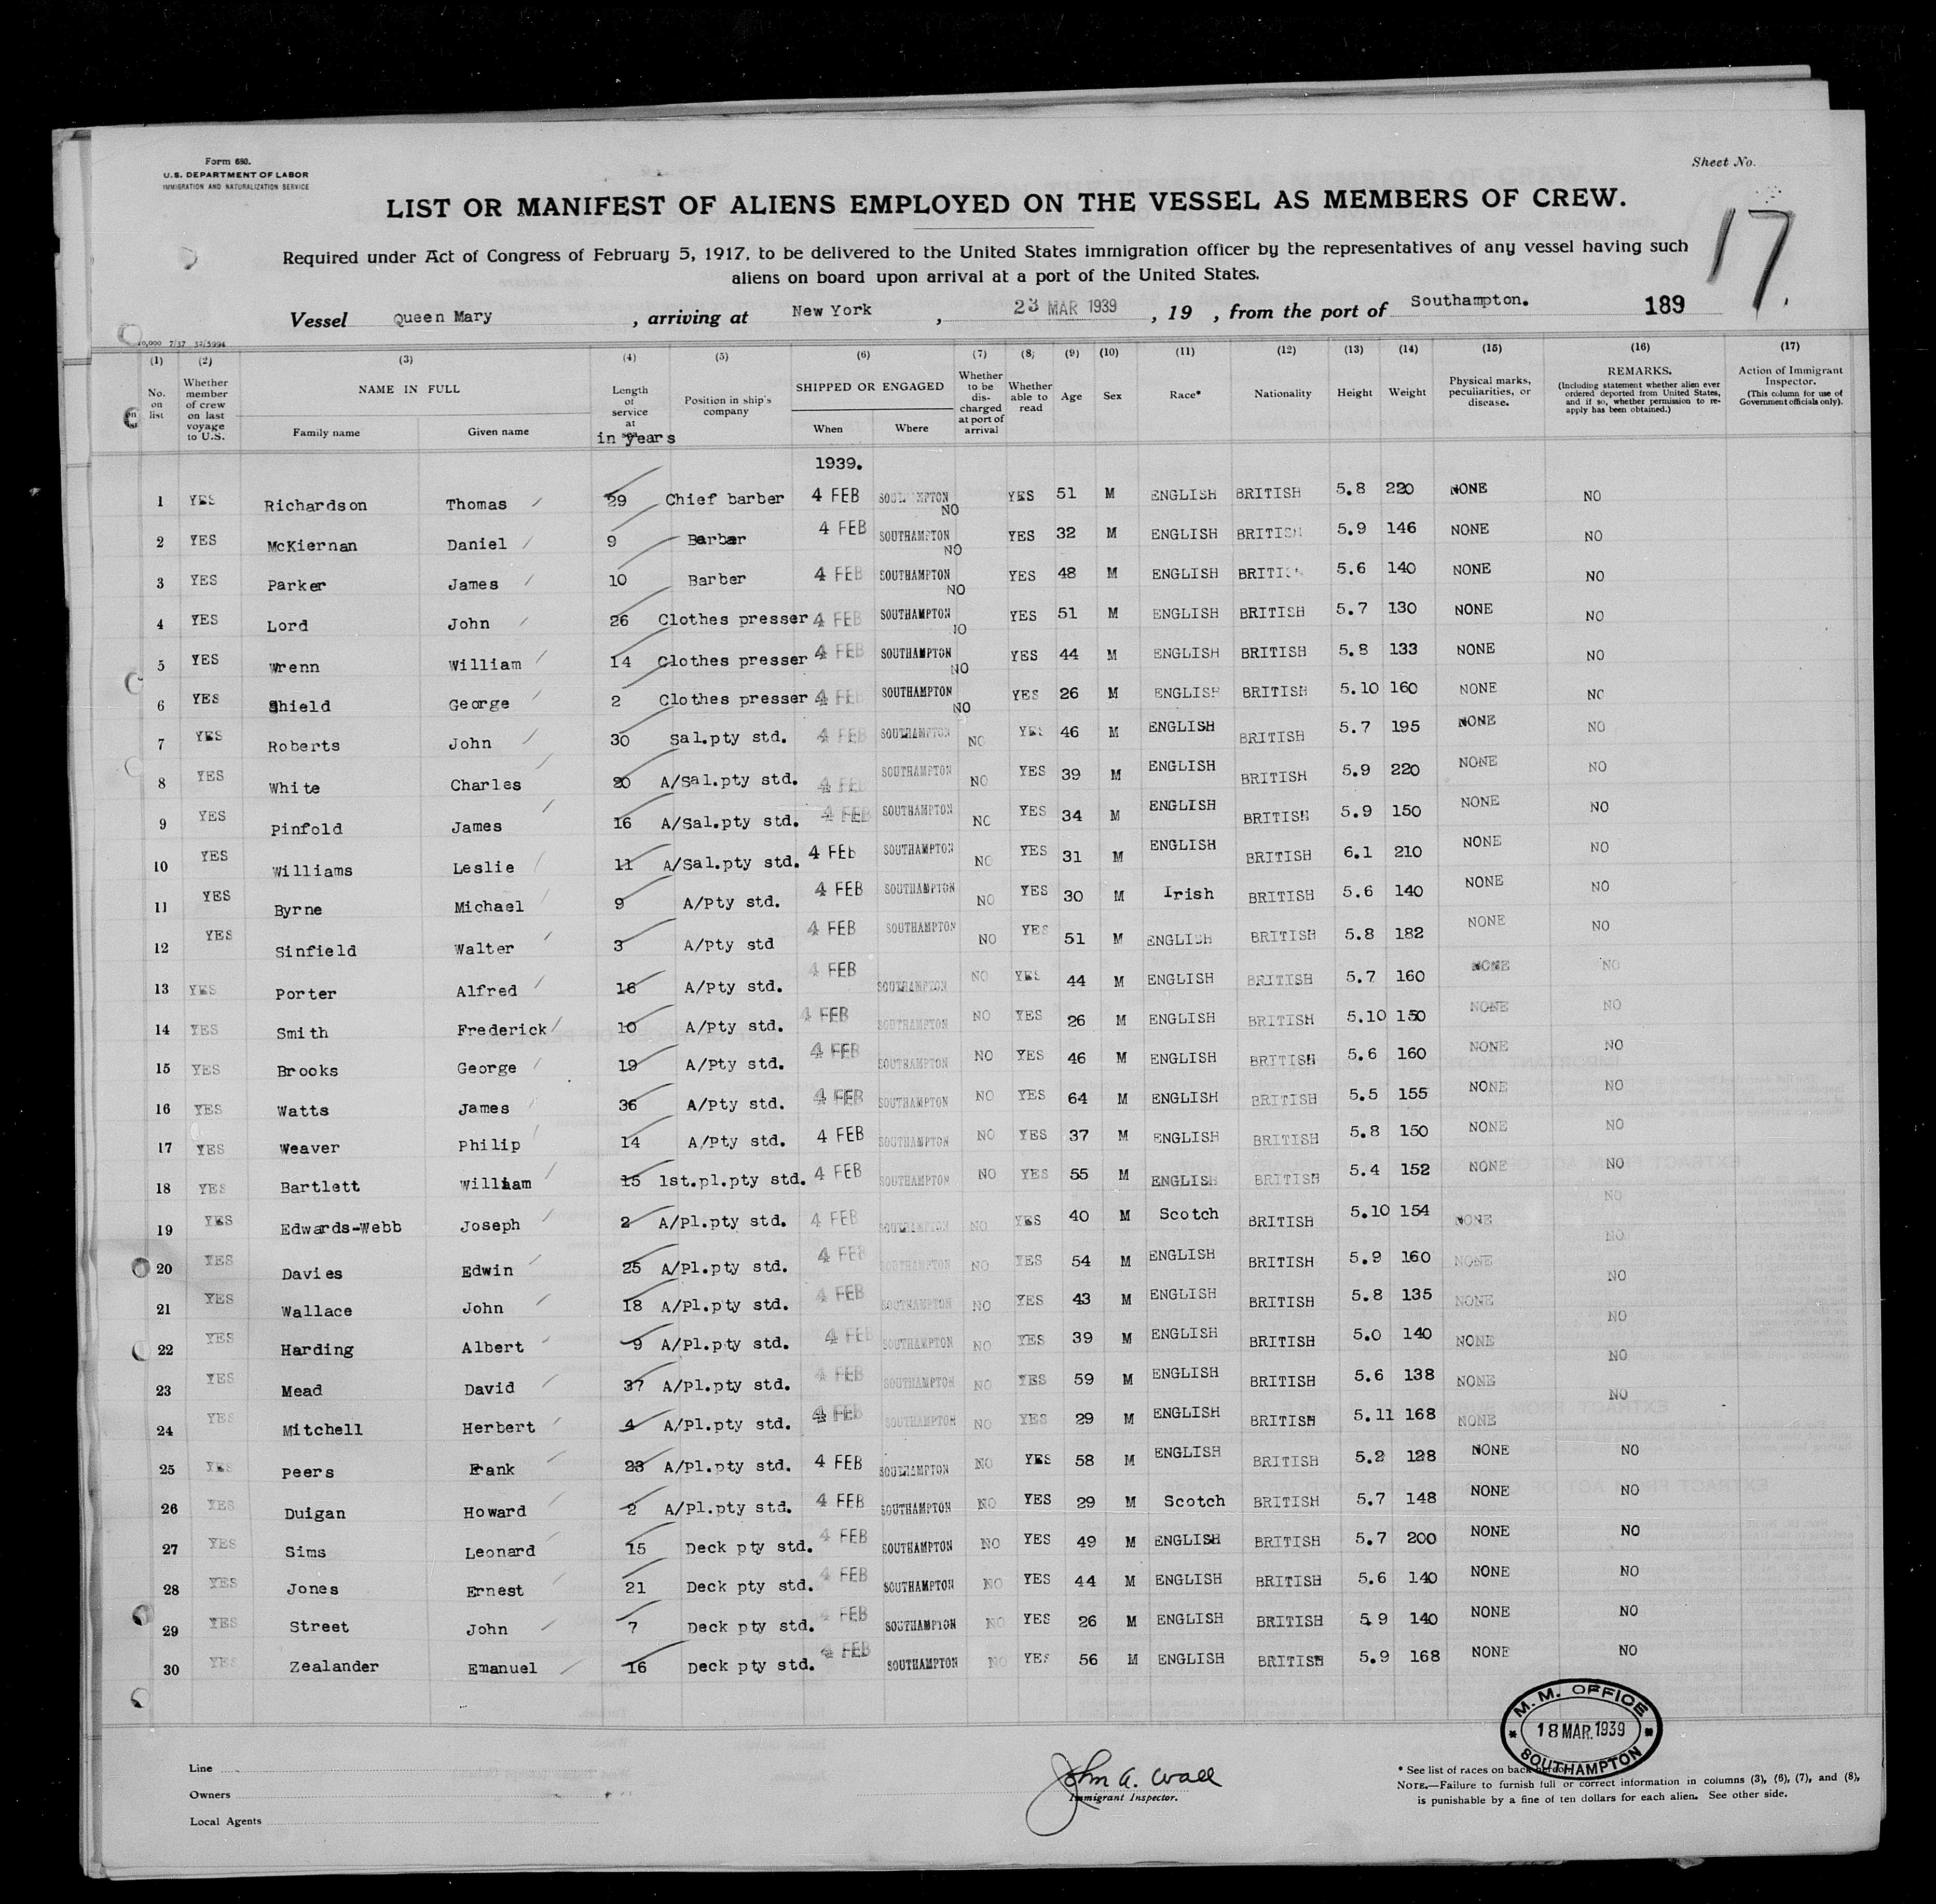 Form 680.
U.S. DEPARTMENT OF LABOR
IMMIGRATION AND NATURALIZATION SERVICE
Sheet No.
17
LIST OR MANIFEST OF ALIENS EMPLOYED ON THE VESSEL AS MEMBERS OF CREW.
Required under Act of Congress of February 5, 1917, to be delivered to the United States immigration officer by the representatives of any vessel having such
aliens on board upon arrival at a port of the United States.
Vessel Queen Mary, arriving at New York, 23 MAR 1939, 19 , from the port of Southampton. 189
(1) (2) (3) (4) (5) (6) (7) (8) (9) (10) (11) (12) (13) (14) (15) (16) (17)
No. on list
Whether member of crew on last voyage to U.S.
NAME IN FULL
Family name Given name
Length of service at sea in years
Position in ship's company
SHIPPED OR ENGAGED
When Where
Whether to be discharged at port of arrival
Whether able to read
Age Sex Race* Nationality Height Weight
Physical marks, peculiarities, or disease.
REMARKS.
(Including statement whether alien ever ordered deported from United States, and if so, whether permission to re-apply has been obtained.)
Action of Immigrant Inspector.
(This column for use of Government officials only).
1939.
1 YES Richardson Thomas 29 Chief barber 4 FEB SOUTHAMPTON NO YES 51 M ENGLISH BRITISH 5.8 220 NONE NO
2 YES McKiernan Daniel 9 Barber 4 FEB SOUTHAMPTON NO YES 32 M ENGLISH BRITISH 5.9 146 NONE NO
3 YES Parker James 10 Barber 4 FEB SOUTHAMPTON NO YES 48 M ENGLISH BRITISH 5.6 140 NONE NO
4 YES Lord John 26 Clothes presser 4 FEB SOUTHAMPTON NO YES 51 M ENGLISH BRITISH 5.7 130 NONE NO
5 YES Wrenn William 14 Clothes presser 4 FEB SOUTHAMPTON NO YES 44 M ENGLISH BRITISH 5.8 133 NONE NO
6 YES Shield George 2 Clothes presser 4 FEB SOUTHAMPTON NO YES 26 M ENGLISH BRITISH 5.10 160 NONE NO
7 YES Roberts John 30 Sal.pty std. 4 FEB SOUTHAMPTON NO YES 46 M ENGLISH BRITISH 5.7 195 NONE NO
8 YES White Charles 20 A/Sal.pty std. 4 FEB SOUTHAMPTON NO YES 39 M ENGLISH BRITISH 5.9 220 NONE NO
9 YES Pinfold James 16 A/Sal.pty std. 4 FEB SOUTHAMPTON NO YES 34 M ENGLISH BRITISH 5.9 150 NONE NO
10 YES Williams Leslie 11 A/Sal.pty std. 4 FEB SOUTHAMPTON NO YES 31 M ENGLISH BRITISH 6.1 210 NONE NO
11 YES Byrne Michael 9 A/Pty std. 4 FEB SOUTHAMPTON NO YES 30 M Irish BRITISH 5.6 140 NONE NO
12 YES Sinfield Walter 3 A/Pty std 4 FEB SOUTHAMPTON NO YES 51 M ENGLISH BRITISH 5.8 182 NONE NO
13 YES Porter Alfred 16 A/Pty std. 4 FEB SOUTHAMPTON NO YES 44 M ENGLISH BRITISH 5.7 160 NONE NO
14 YES Smith Frederick 10 A/Pty std. 4 FEB SOUTHAMPTON NO YES 26 M ENGLISH BRITISH 5.10 150 NONE NO
15 YES Brooks George 19 A/Pty std. 4 FEB SOUTHAMPTON NO YES 46 M ENGLISH BRITISH 5.6 160 NONE NO
16 YES Watts James 36 A/Pty std. 4 FEB SOUTHAMPTON NO YES 64 M ENGLISH BRITISH 5.5 155 NONE NO
17 YES Weaver Philip 14 A/Pty std. 4 FEB SOUTHAMPTON NO YES 37 M ENGLISH BRITISH 5.8 150 NONE NO
18 YES Bartlett William 15 1st.pl.pty std. 4 FEB SOUTHAMPTON NO YES 55 M ENGLISH BRITISH 5.4 152 NONE NO
19 YES Edwards-Webb Joseph 2 A/Pl.pty std. 4 FEB SOUTHAMPTON NO YES 40 M Scotch BRITISH 5.10 154 NONE NO
20 YES Davies Edwin 25 A/Pl.pty std. 4 FEB SOUTHAMPTON NO YES 54 M ENGLISH BRITISH 5.9 160 NONE NO
21 YES Wallace John 18 A/Pl.pty std. 4 FEB SOUTHAMPTON NO YES 43 M ENGLISH BRITISH 5.8 135 NONE NO
22 YES Harding Albert 9 A/Pl.pty std. 4 FEB SOUTHAMPTON NO YES 39 M ENGLISH BRITISH 5.0 140 NONE NO
23 YES Mead David 37 A/Pl.pty std. 4 FEB SOUTHAMPTON NO YES 59 M ENGLISH BRITISH 5.6 138 NONE NO
24 YES Mitchell Herbert 4 A/Pl.pty std. 4 FEB SOUTHAMPTON NO YES 29 M ENGLISH BRITISH 5.11 168 NONE NO
25 YES Peers Frank 23 A/Pl.pty std. 4 FEB SOUTHAMPTON NO YES 58 M ENGLISH BRITISH 5.2 128 NONE NO
26 YES Duigan Howard 2 A/Pl.pty std. 4 FEB SOUTHAMPTON NO YES 29 M Scotch BRITISH 5.7 148 NONE NO
27 YES Sims Leonard 15 Deck pty std. 4 FEB SOUTHAMPTON NO YES 49 M ENGLISH BRITISH 5.7 200 NONE NO
28 YES Jones Ernest 21 Deck pty std. 4 FEB SOUTHAMPTON NO YES 44 M ENGLISH BRITISH 5.6 140 NONE NO
29 YES Street John 7 Deck pty std. 4 FEB SOUTHAMPTON NO YES 26 M ENGLISH BRITISH 5.9 140 NONE NO
30 YES Zealander Emanuel 16 Deck pty std. 4 FEB SOUTHAMPTON NO YES 56 M ENGLISH BRITISH 5.9 168 NONE NO
M. M. OFFICE
18 MAR. 1939
SOUTHAMPTON
Line
Owners
Local Agents
John A. Wall
Immigrant Inspector.
* See list of races on back hereof.
NOTE.—Failure to furnish full or correct information in columns (3), (6), (7), and (8),
is punishable by a fine of ten dollars for each alien. See other side.